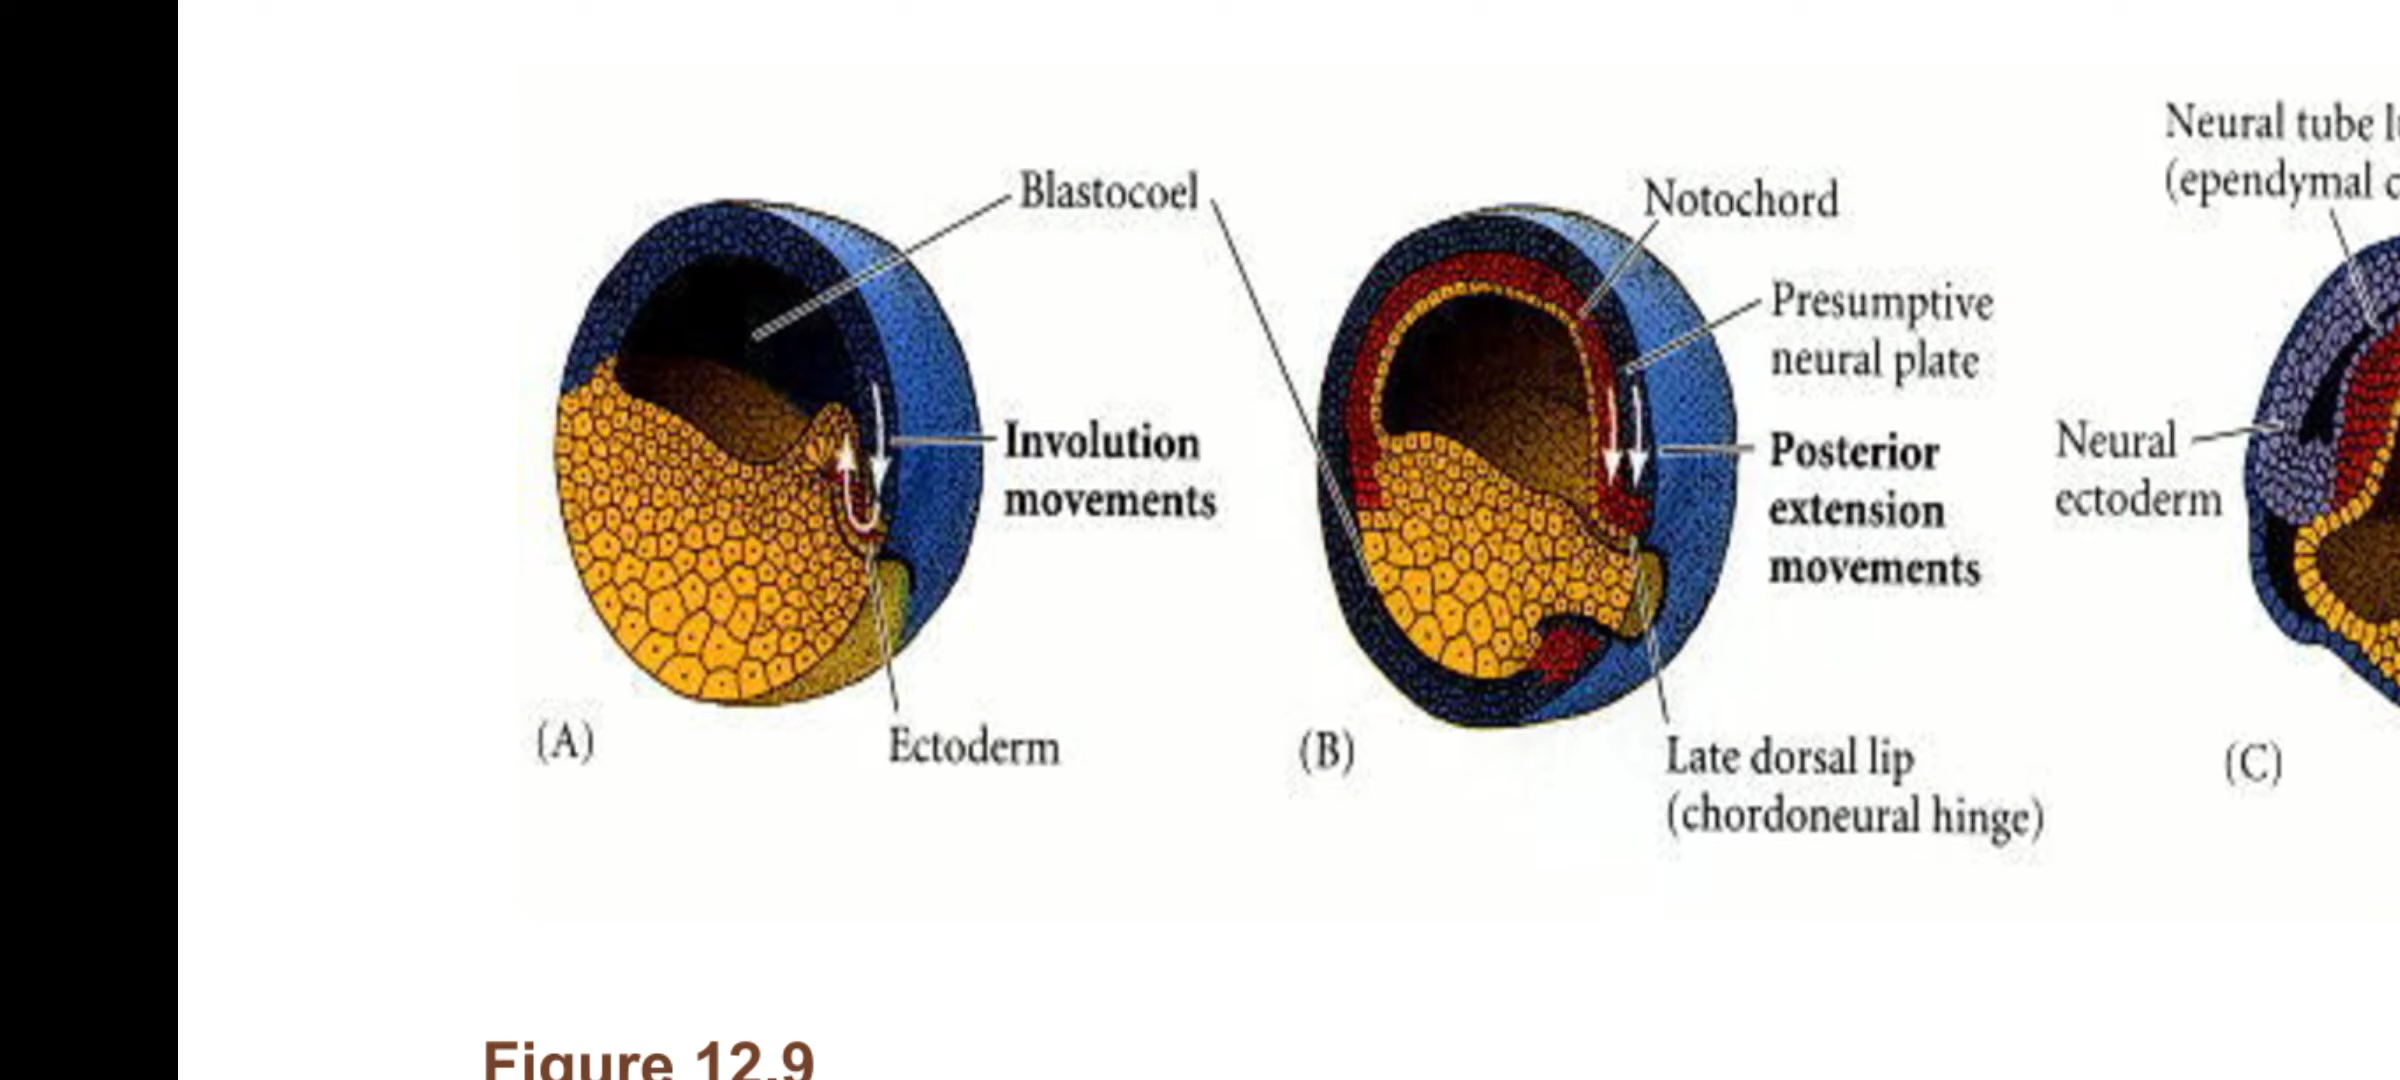 Blastocoel
Involution
movements
Ectoderm
(A)
Notochord
Presumptive
neural plate
Posterior
extension
movements
Late dorsal lip
(chordoneural hinge)
(B)
Neural tube
(ependymal
Neural
ectoderm
(C)
Figure 12.9